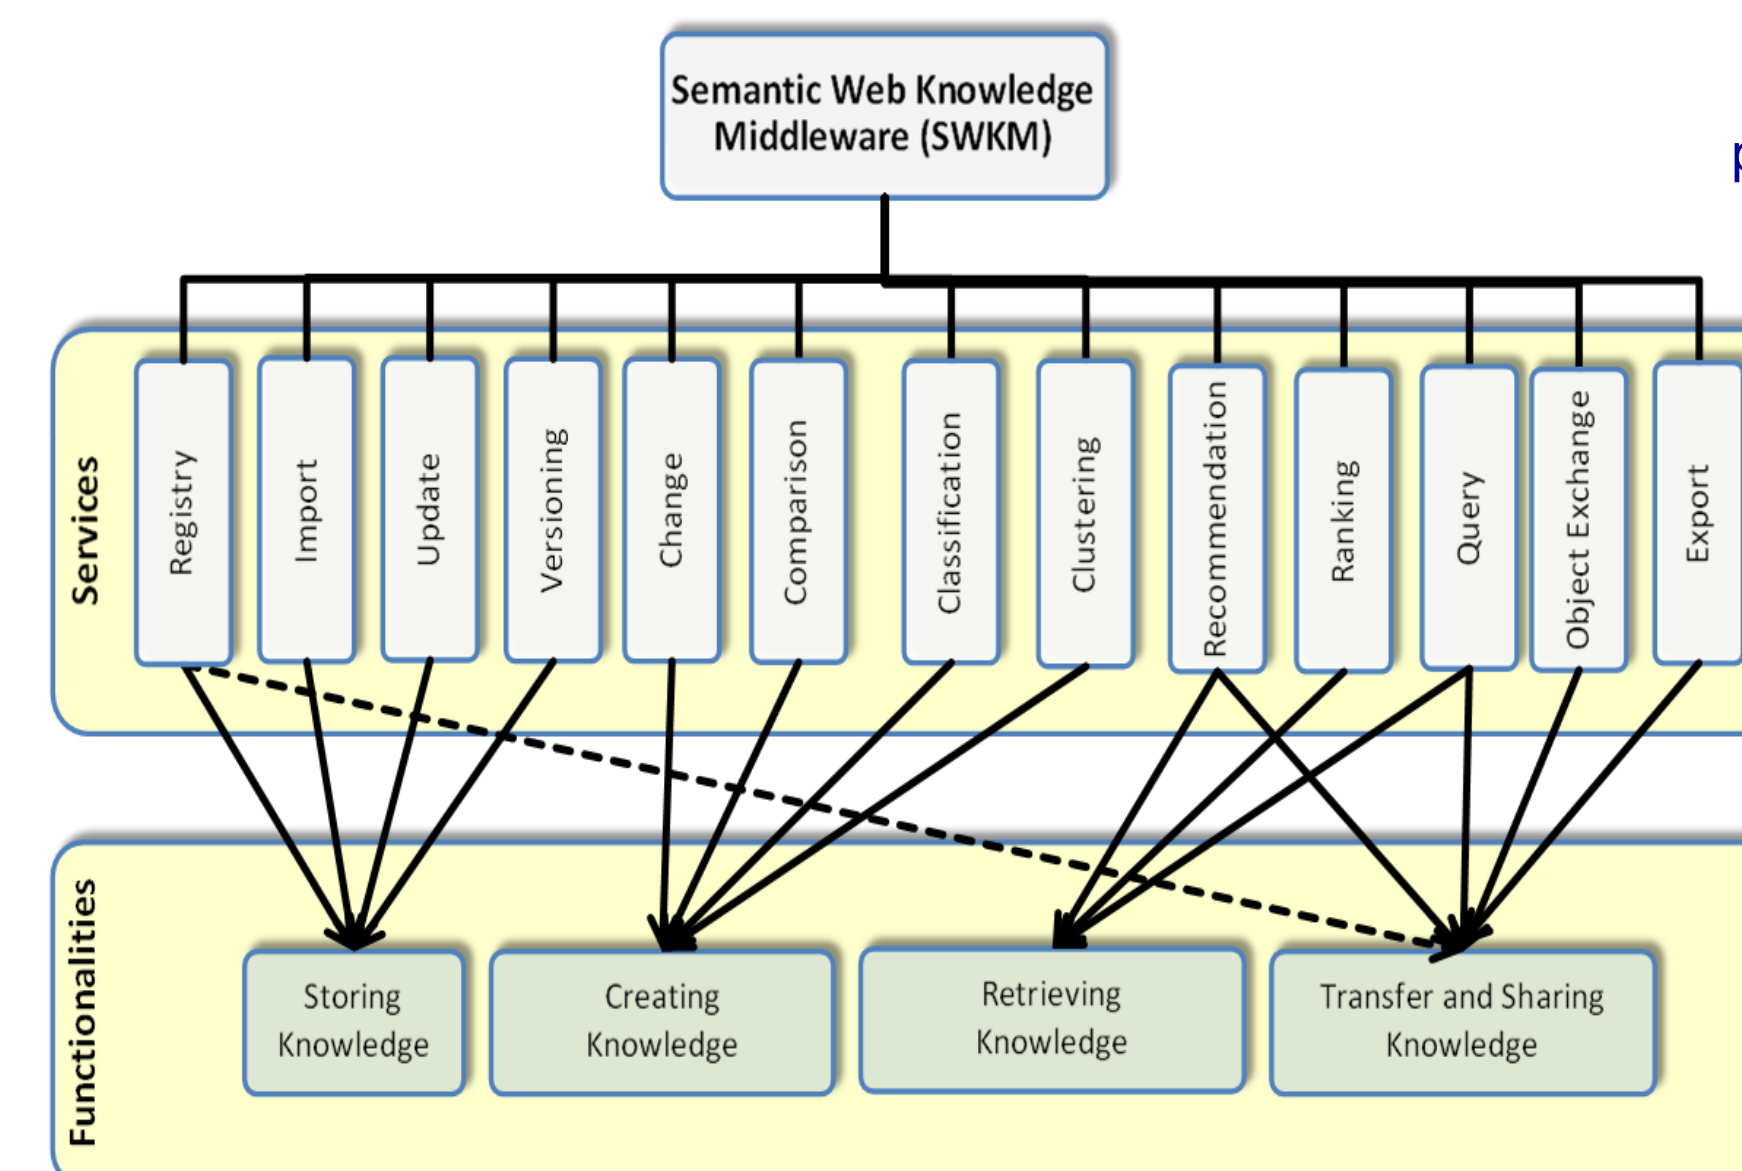 Semantic Web Knowledge
Middleware (SWKM)
p
Services
Registry
Import
Update
Versioning
Change
Comparison
Classification
Clustering
Recommendation
Ranking
Query
Object Exchange
Export
Functionalities
Storing
Knowledge
Creating
Knowledge
Retrieving
Knowledge
Transfer and Sharing
Knowledge